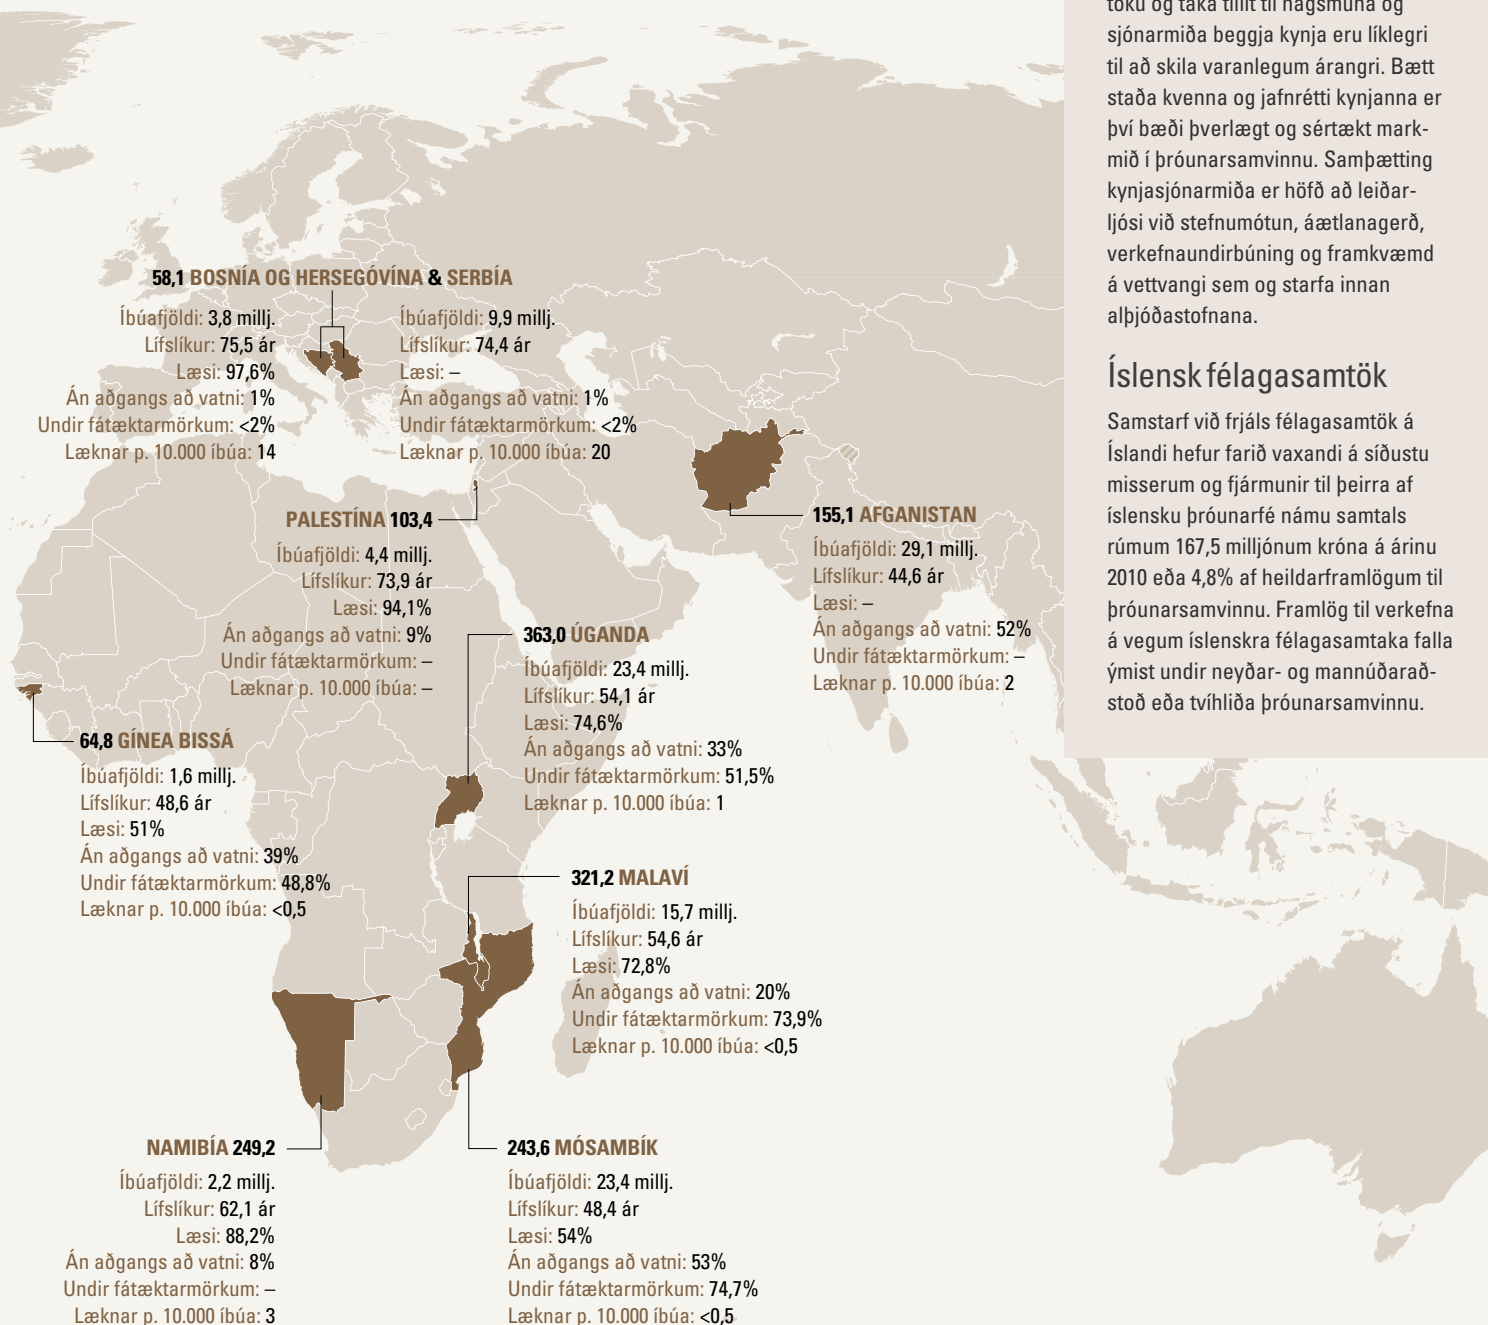 58,1 BOSNÍA OG HERSEGÓVÍNA & SERBÍA
Íbúafjöldi: 3,8 millj.
Lífslíkur: 75,5 ár
Læsi: 97,6%
Án aðgangs að vatni: 1%
Undir fátæktarmörkum: <2%
Læknar p. 10.000 íbúa: 14
Íbúafjöldi: 9,9 millj.
Lífslíkur: 74,4 ár
Læsi: –
Án aðgangs að vatni: 1%
Undir fátæktarmörkum: <2%
Læknar p. 10.000 íbúa: 20
PALESTÍNA 103,4
Íbúafjöldi: 4,4 millj.
Lífslíkur: 73,9 ár
Læsi: 94,1%
Án aðgangs að vatni: 9%
Undir fátæktarmörkum: –
Læknar p. 10.000 íbúa: –
155,1 AFGANISTAN
Íbúafjöldi: 29,1 millj.
Lífslíkur: 44,6 ár
Læsi: –
Án aðgangs að vatni: 52%
Undir fátæktarmörkum: –
Læknar p. 10.000 íbúa: 2
363,0 ÚGANDA
Íbúafjöldi: 23,4 millj.
Lífslíkur: 54,1 ár
Læsi: 74,6%
Án aðgangs að vatni: 33%
Undir fátæktarmörkum: 51,5%
Læknar p. 10.000 íbúa: 1
64,8 GÍNEA BISSÁ
Íbúafjöldi: 1,6 millj.
Lífslíkur: 48,6 ár
Læsi: 51%
Án aðgangs að vatni: 39%
Undir fátæktarmörkum: 48,8%
Læknar p. 10.000 íbúa: <0,5
321,2 MALAVÍ
Íbúafjöldi: 15,7 millj.
Lífslíkur: 54,6 ár
Læsi: 72,8%
Án aðgangs að vatni: 20%
Undir fátæktarmörkum: 73,9%
Læknar p. 10.000 íbúa: <0,5
NAMIBÍA 249,2
Íbúafjöldi: 2,2 millj.
Lífslíkur: 62,1 ár
Læsi: 88,2%
Án aðgangs að vatni: 8%
Undir fátæktarmörkum: –
Læknar p. 10.000 íbúa: 3
243,6 MÓSAMBÍK
Íbúafjöldi: 23,4 millj.
Lífslíkur: 48,4 ár
Læsi: 54%
Án aðgangs að vatni: 53%
Undir fátæktarmörkum: 74,7%
Læknar p. 10.000 íbúa: <0,5
töku og taka tillit til hagsmuna og
sjónarmiða beggja kynja eru líklegri
til að skila varanlegum árangri. Bætt
staða kvenna og jafnrétti kynjanna er
því bæði þverlægt og sértækt mark-
mið í þróunarsamvinnu. Samþætting
kynjasjónarmiða er höfð að leiðar-
ljósi við stefnumótun, áætlanagerð,
verkefnaundirbúning og framkvæmd
á vettvangi sem og starfa innan
alþjóðastofnana.
Íslensk félagasamtök
Samstarf við frjáls félagasamtök á
Íslandi hefur farið vaxandi á síðustu
misserum og fjármunir til þeirra af
íslensku þróunarfé námu samtals
rúmum 167,5 milljónum króna á árinu
2010 eða 4,8% af heildarframlögum til
þróunarsamvinnu. Framlög til verkefna
á vegum íslenskra félagasamtaka falla
ýmist undir neyðar- og mannúðarað-
stoð eða tvíhliða þróunarsamvinnu.